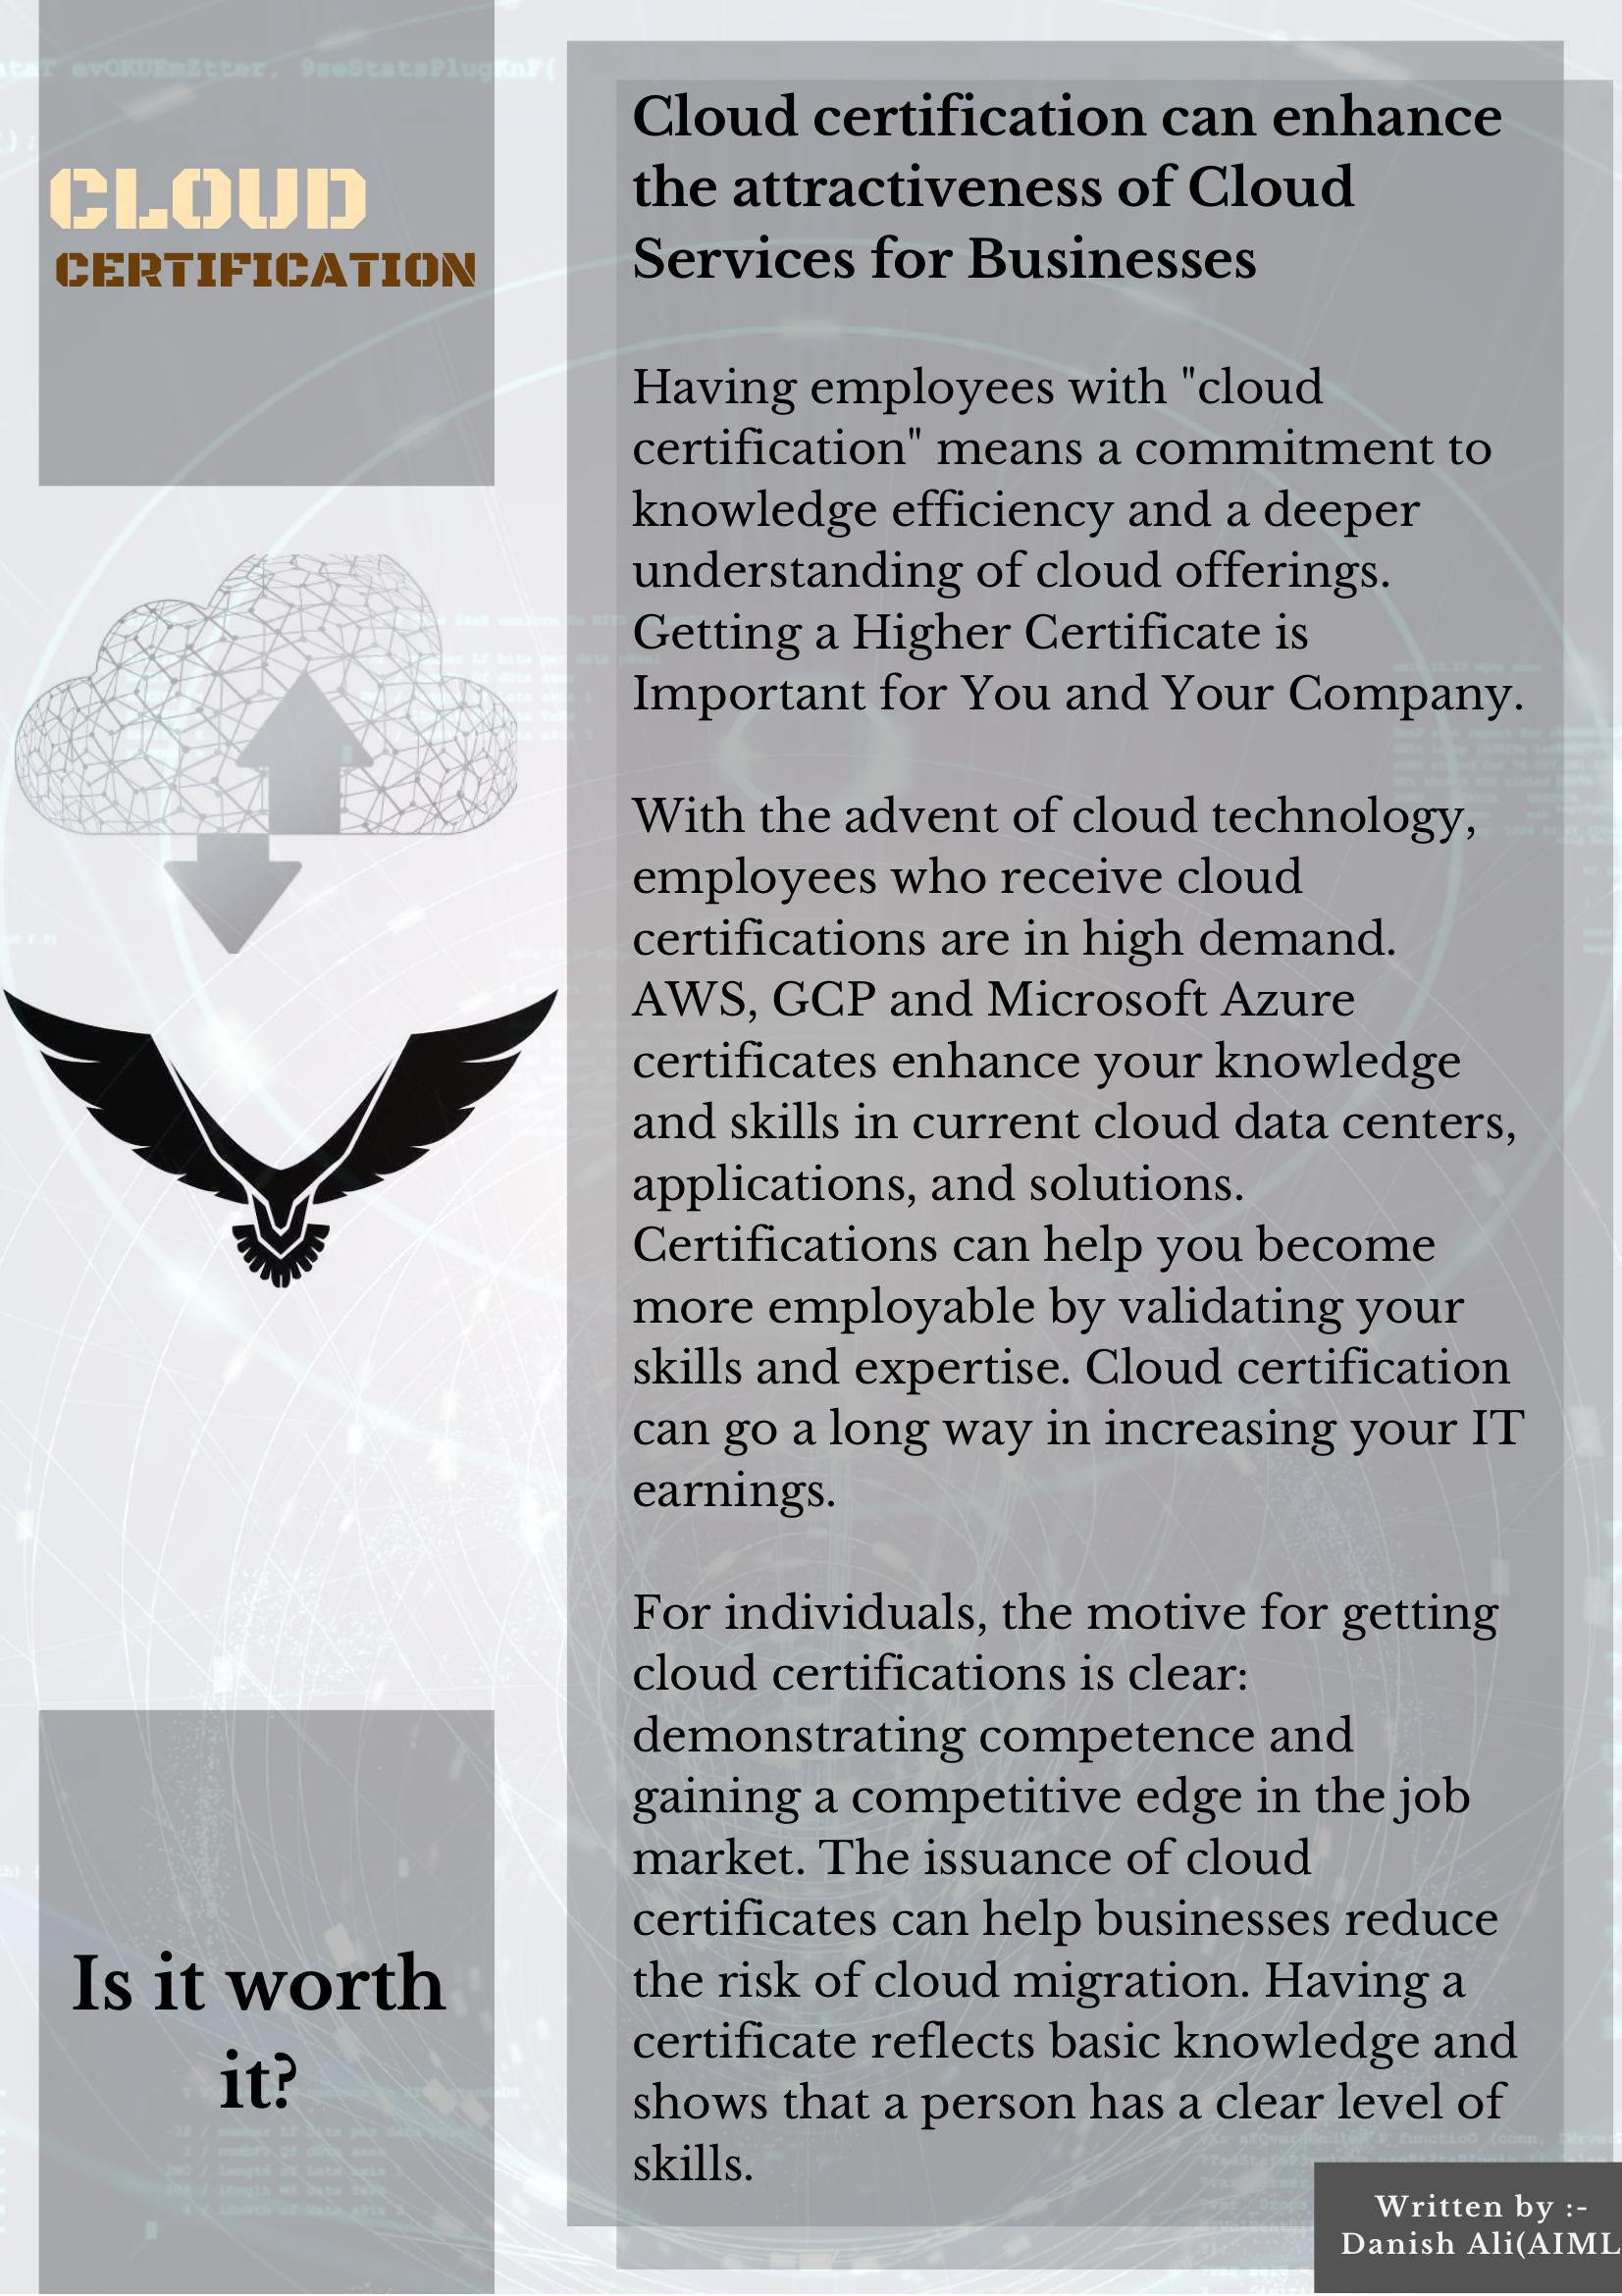 CLOUD
CERTIFICATION
Cloud certification can enhance
the attractiveness of Cloud
Services for Businesses
Having employees with "cloud
certification" means a commitment to
knowledge efficiency and a deeper
understanding of cloud offerings.
Getting a Higher Certificate is
Important for You and Your Company.
With the advent of cloud technology,
employees who receive cloud
certifications are in high demand.
AWS, GCP and Microsoft Azure
certificates enhance your knowledge
and skills in current cloud data centers,
applications, and solutions.
Certifications can help you become
more employable by validating your
skills and expertise. Cloud certification
can go a long way in increasing your IT
earnings.
For individuals, the motive for getting
cloud certifications is clear:
demonstrating competence and
gaining a competitive edge in the job
market. The issuance of cloud
certificates can help businesses reduce
the risk of cloud migration. Having a
certificate reflects basic knowledge and
shows that a person has a clear level of
skills.
Is it worth
it?
Written by :-
Danish Ali(AIML